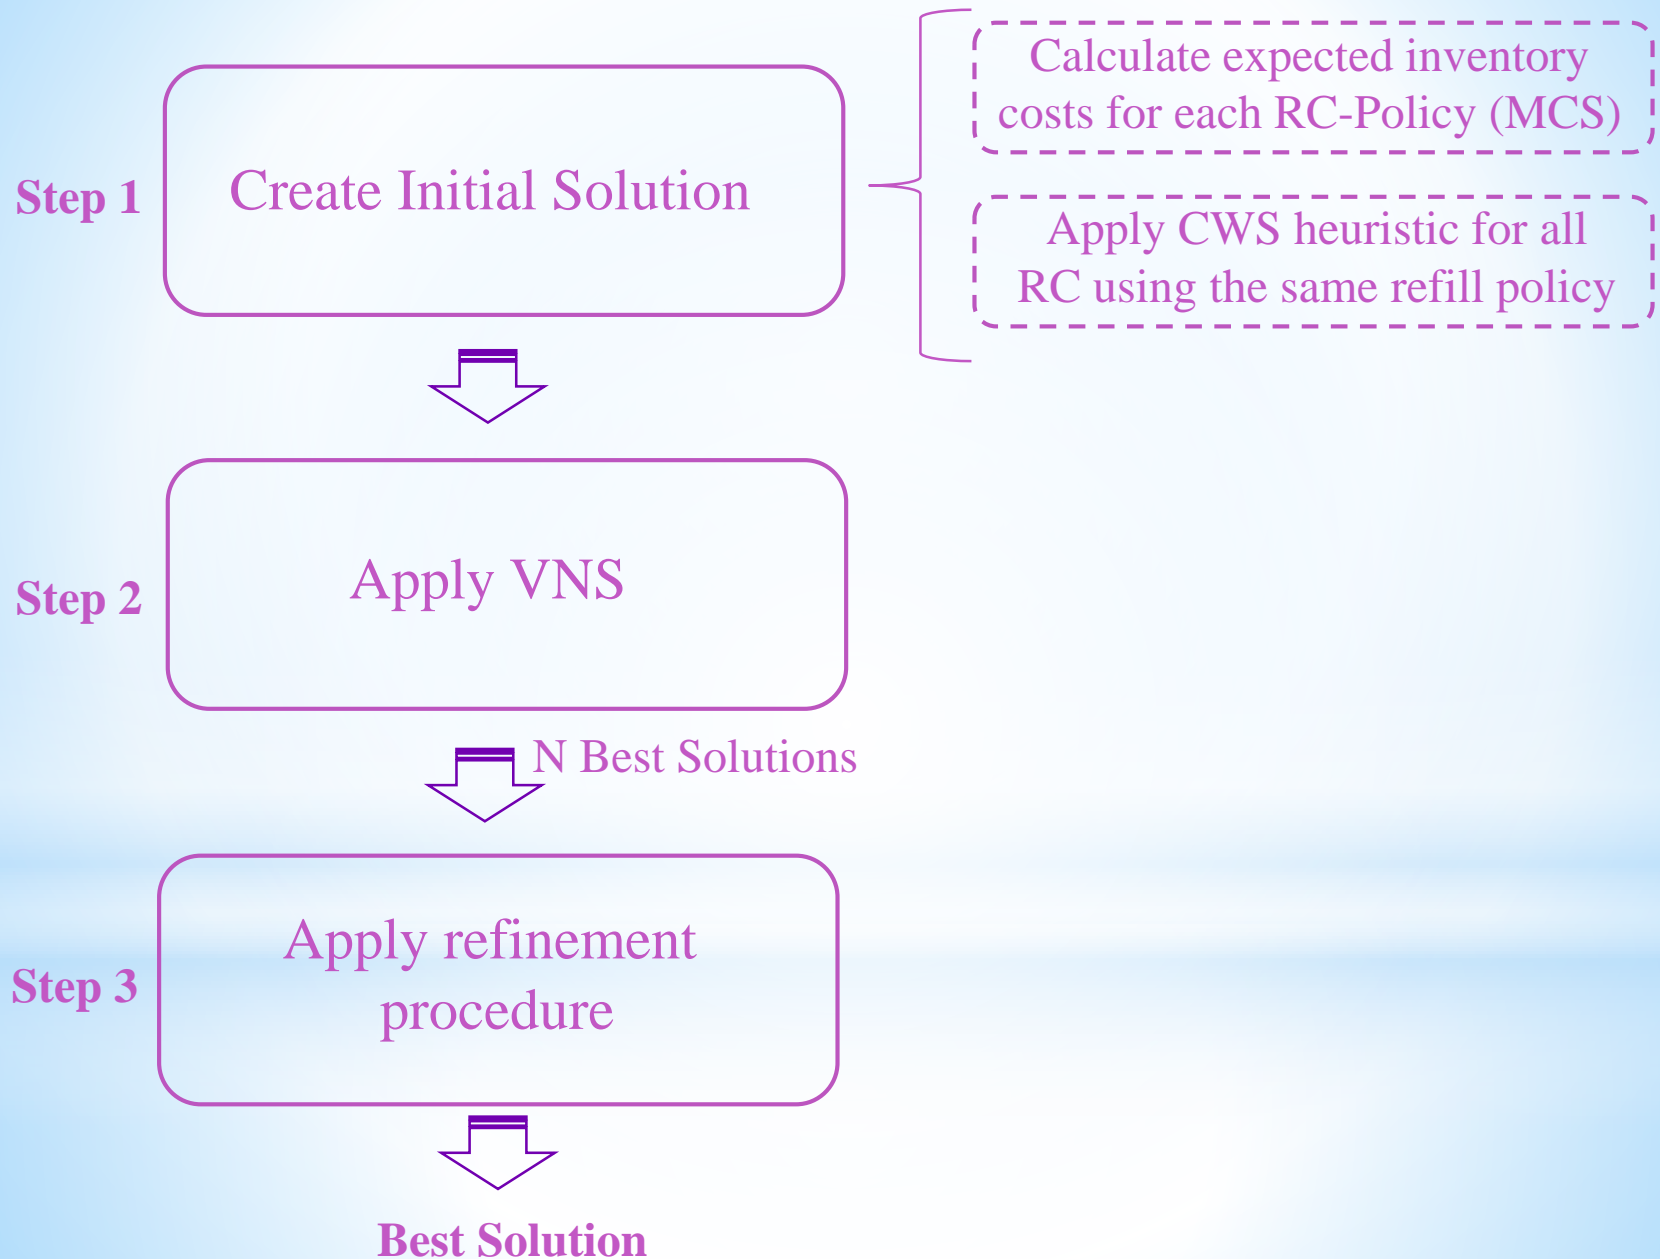 Step 1
Create Initial Solution
Calculate expected inventory
costs for each RC-Policy (MCS)
Apply CWS heuristic for all
RC using the same refill policy
Step 2
Apply VNS
N Best Solutions
Step 3
Apply refinement
procedure
Best Solution